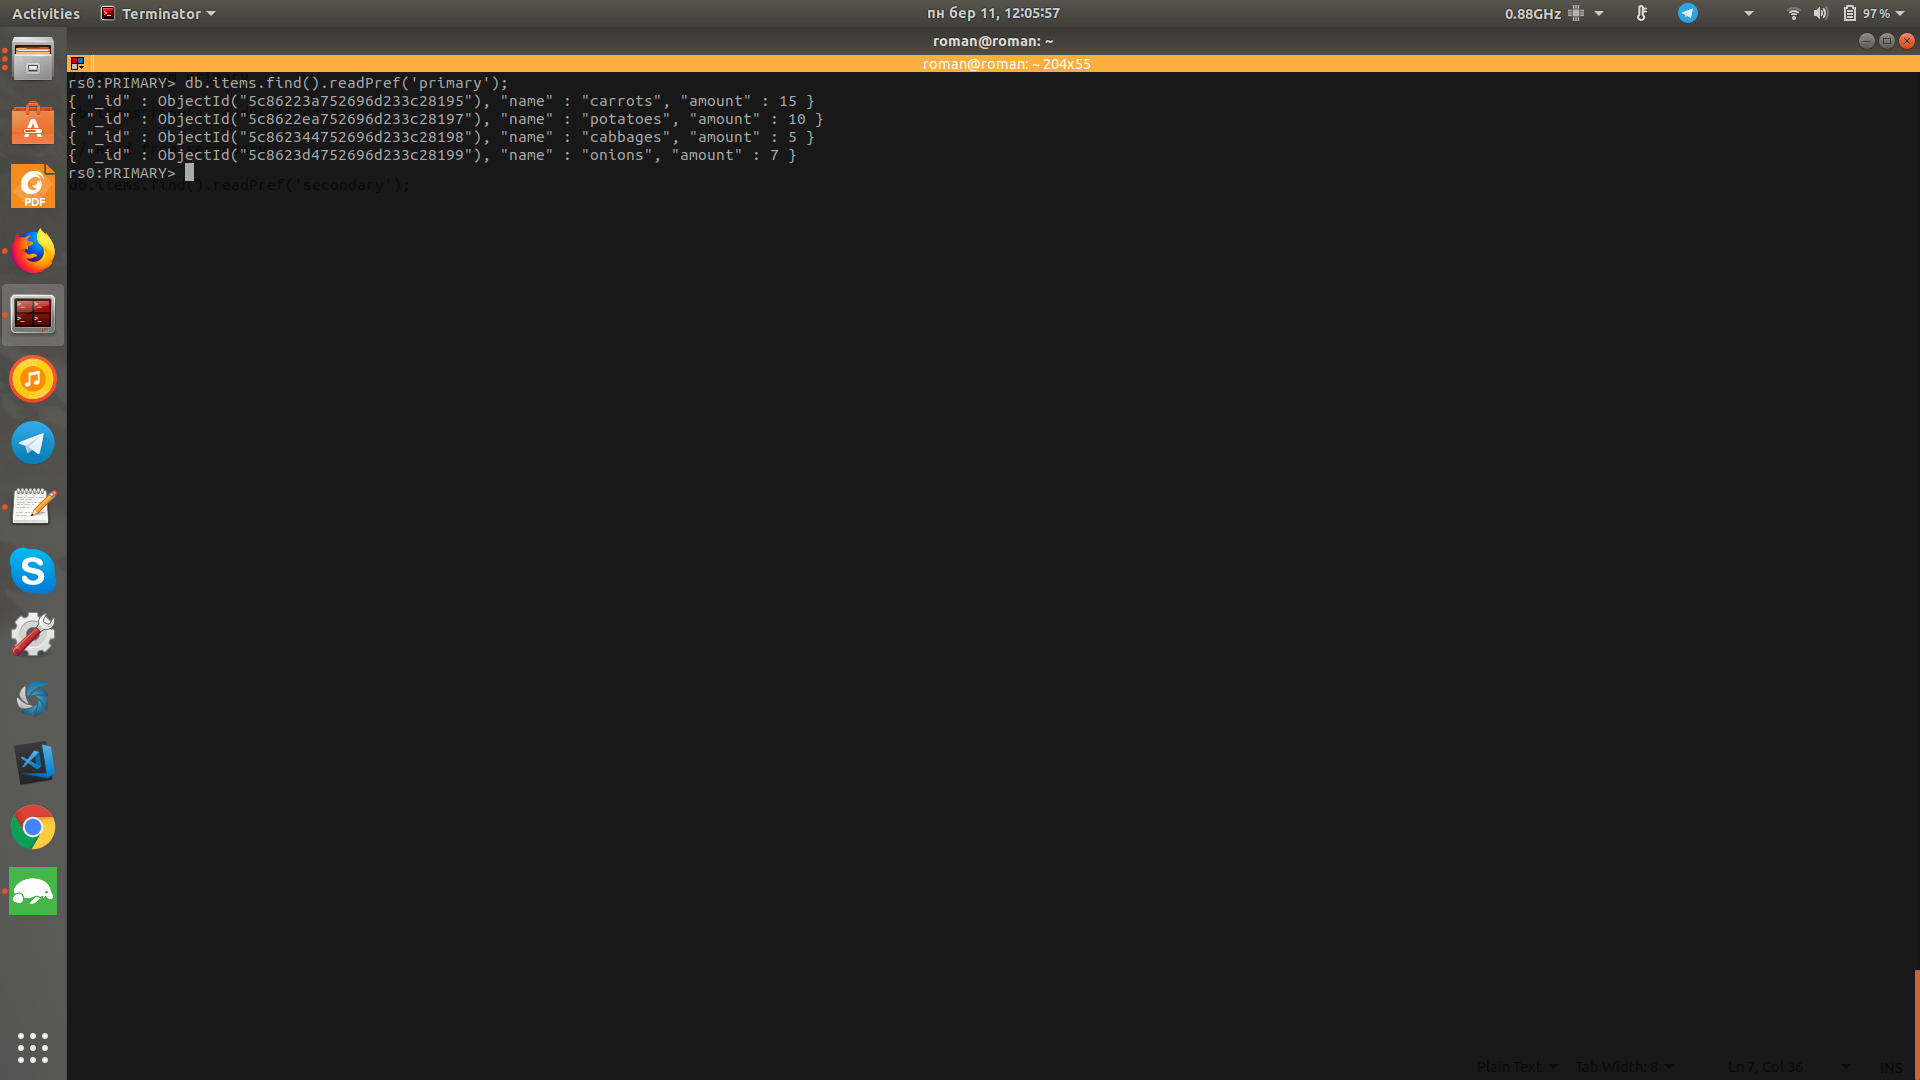 Activities Terminator пн бер 11, 12:05:57 0.88GHz 97 %
roman@roman: ~
roman@roman: ~ 204x55
rs0:PRIMARY> db.items.find().readPref('primary');
{ "_id" : ObjectId("5c86223a752696d233c28195"), "name" : "carrots", "amount" : 15 }
{ "_id" : ObjectId("5c8622ea752696d233c28197"), "name" : "potatoes", "amount" : 10 }
{ "_id" : ObjectId("5c862344752696d233c28198"), "name" : "cabbages", "amount" : 5 }
{ "_id" : ObjectId("5c8623d4752696d233c28199"), "name" : "onions", "amount" : 7 }
rs0:PRIMARY>
db.items.find().readPref('secondary');
PDF
Plain Text Tab Width: 8 Ln 7, Col 36 INS